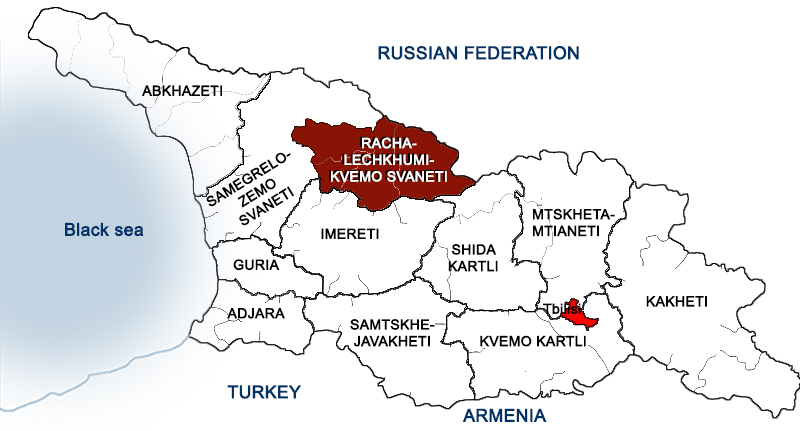 RUSSIAN FEDERATION
ABKHAZETI
RACHA-
LECHKHUMI-
KVEMO SVANETI
SAMEGRELO-
ZEMO
SVANETI
MTSKHETA-
MTIANETI
Black sea
IMERETI
SHIDA
KARTLI
GURIA
KAKHETI
ADJARA
Tbilisi
SAMTSKHE-
JAVAKHETI
KVEMO KARTLI
TURKEY
ARMENIA